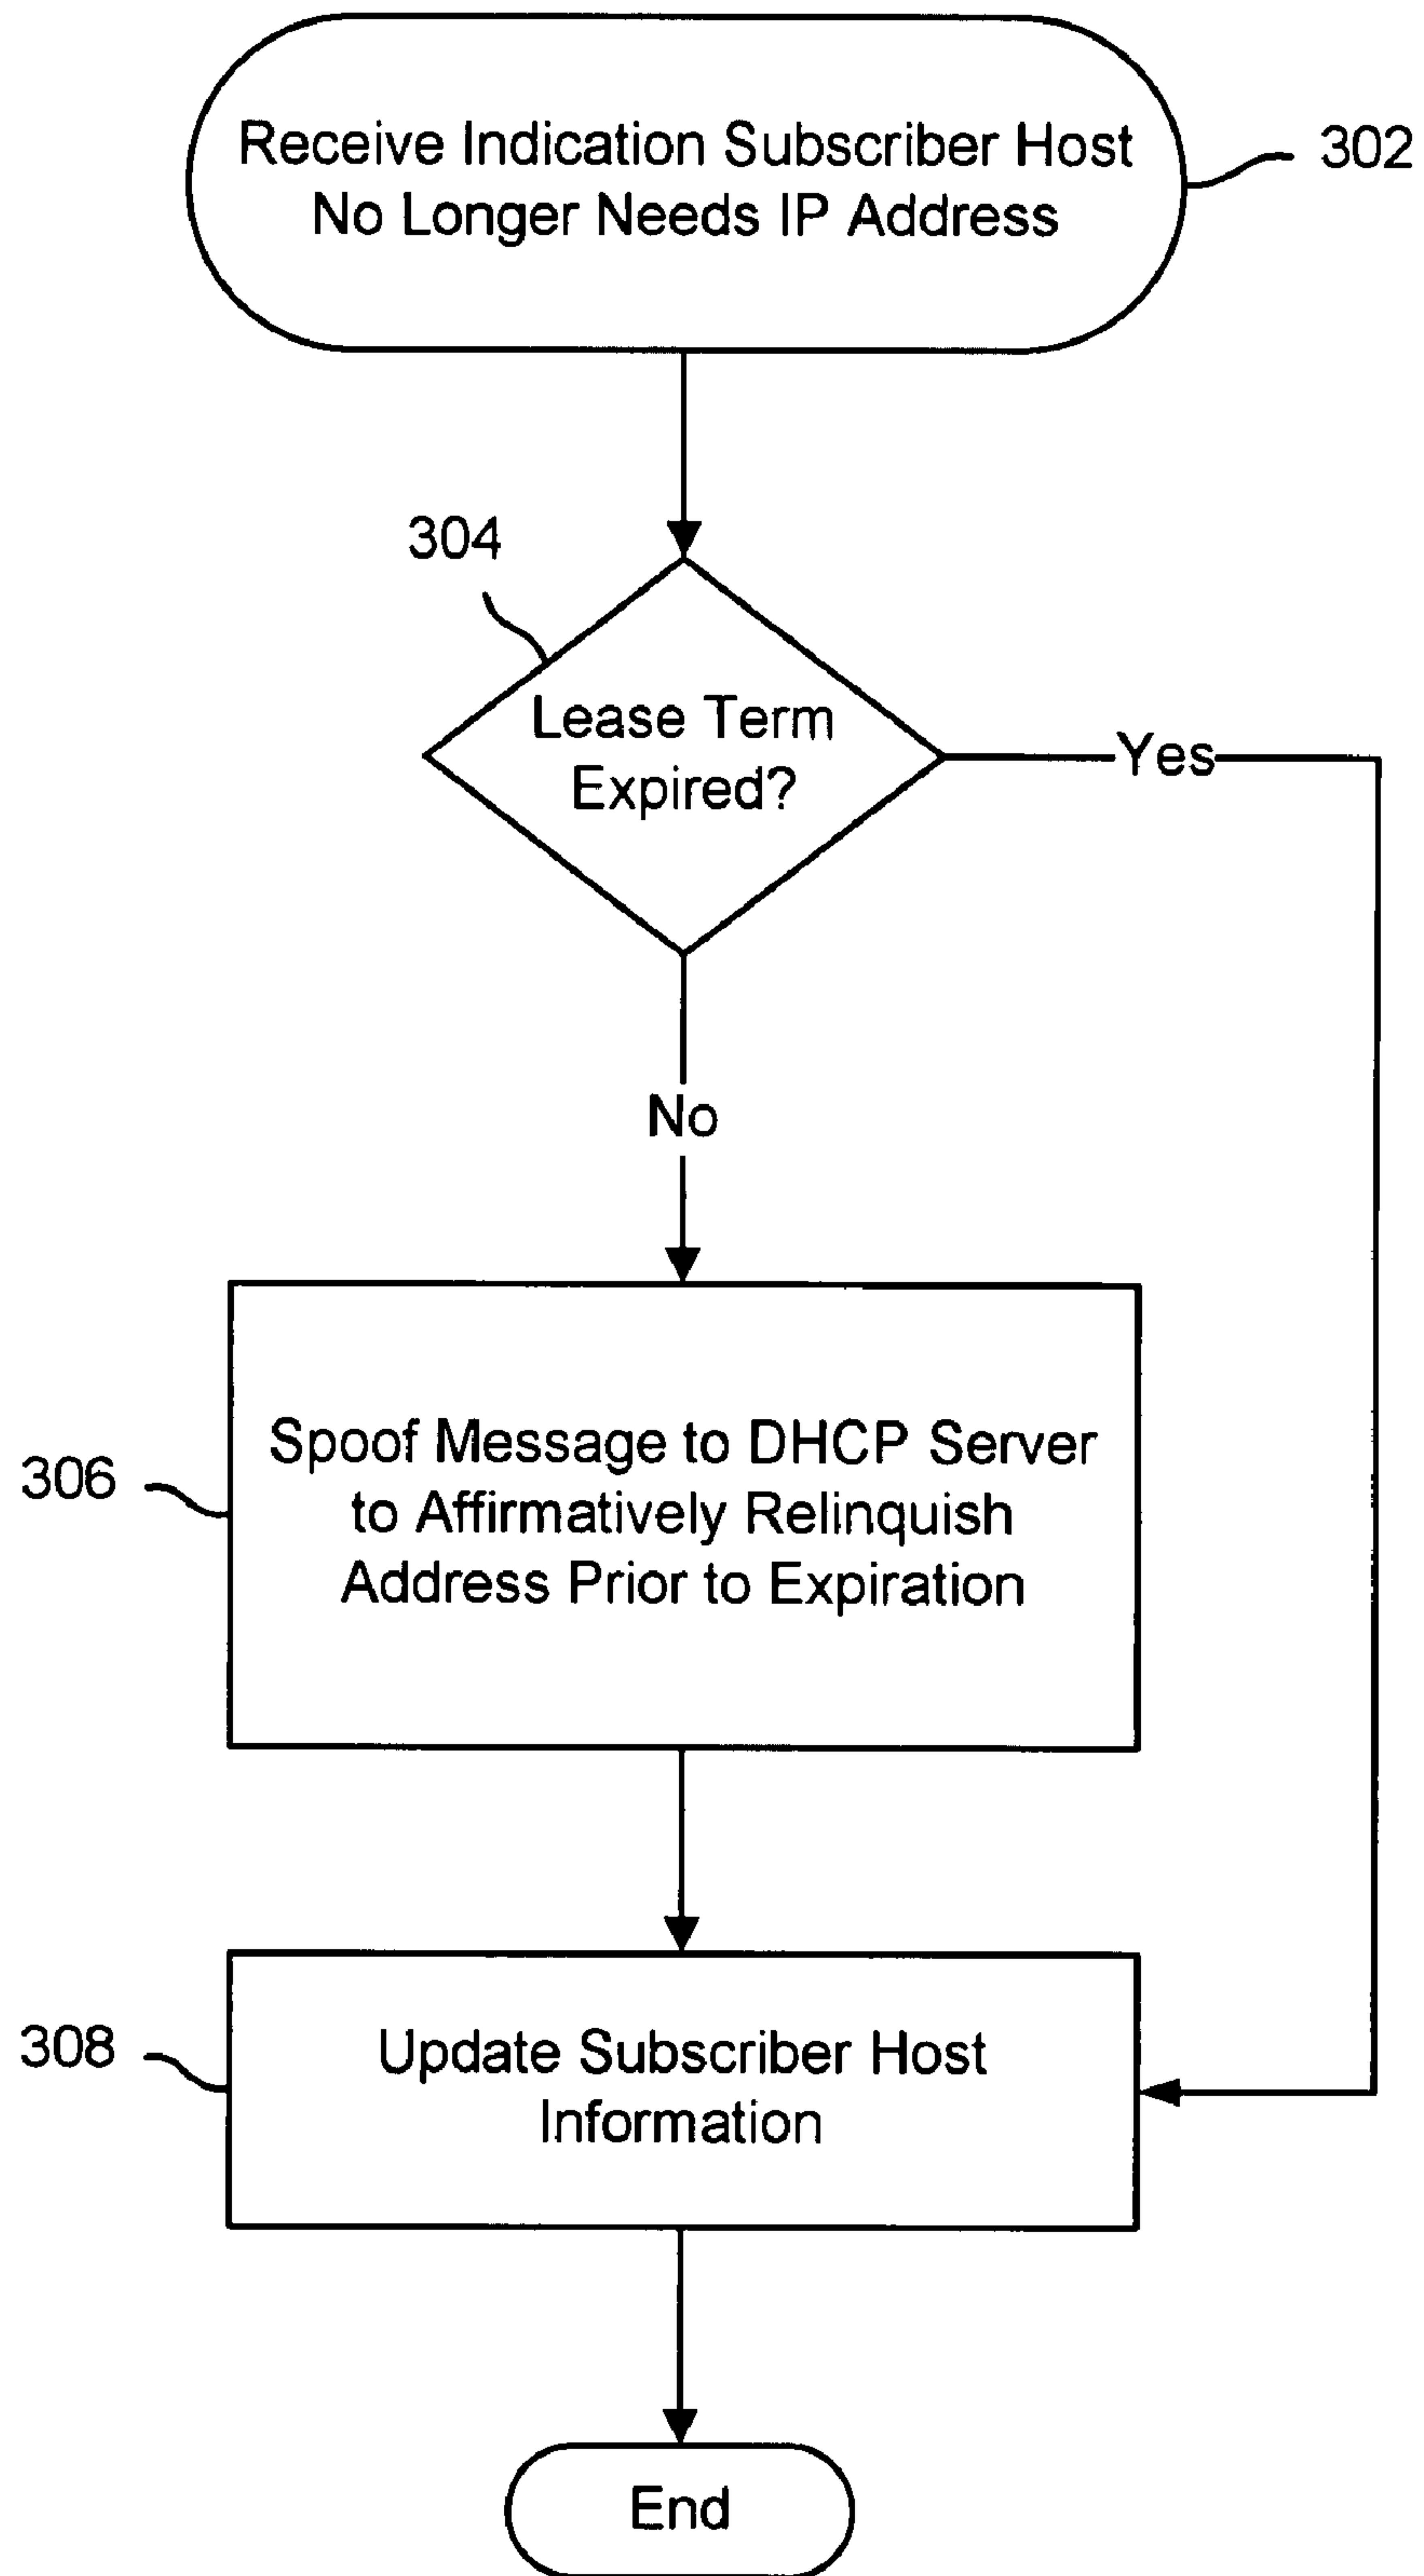 Receive Indication Subscriber Host
No Longer Needs IP Address
302
304
Lease Term
Expired?
Yes
No
306
Spoof Message to DHCP Server
to Affirmatively Relinquish
Address Prior to Expiration
308
Update Subscriber Host
Information
End